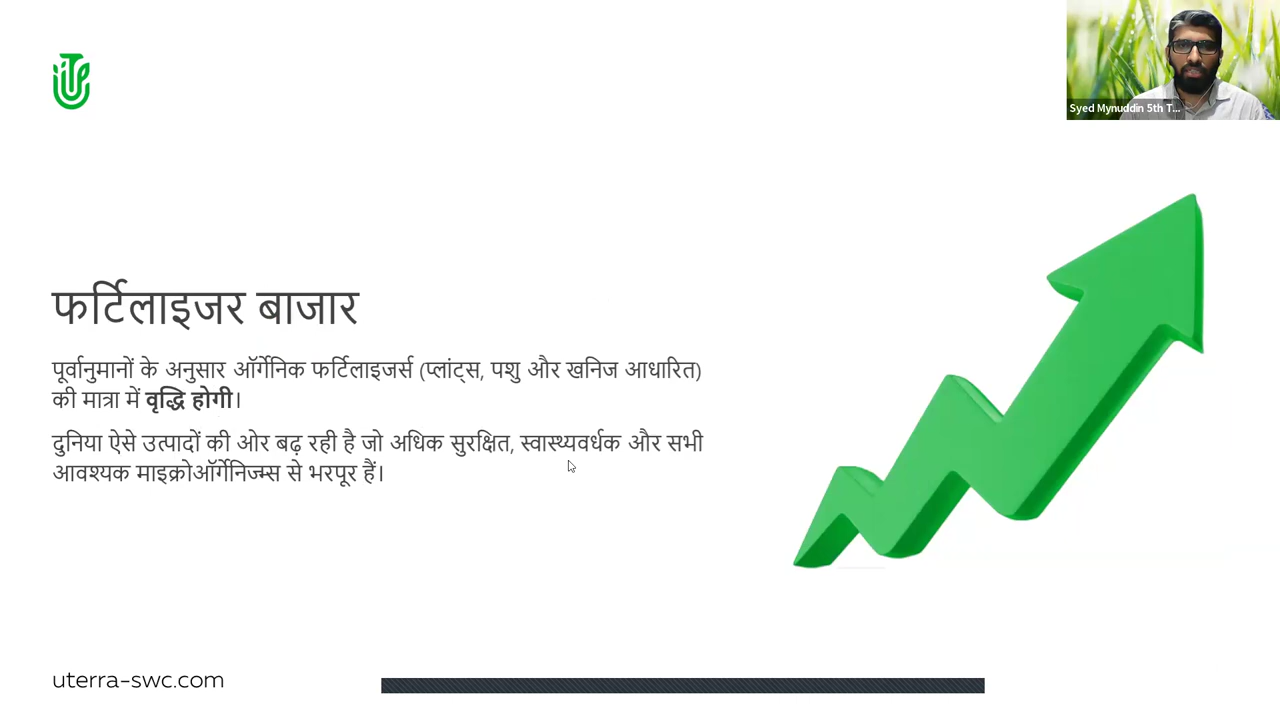 Syed Mynuddin 5th T...
फर्टिलाइजर बाजार
पूर्वानुमानों के अनुसार ऑर्गेनिक फर्टिलाइजर्स (प्लांट्स, पशु और खनिज आधारित)
की मात्रा में वृद्धि होगी।
दुनिया ऐसे उत्पादों की ओर बढ़ रही है जो अधिक सुरक्षित, स्वास्थ्यवर्धक और सभी
आवश्यक माइक्रोऑर्गेनिज्म्स से भरपूर हैं।
uterra-swc.com